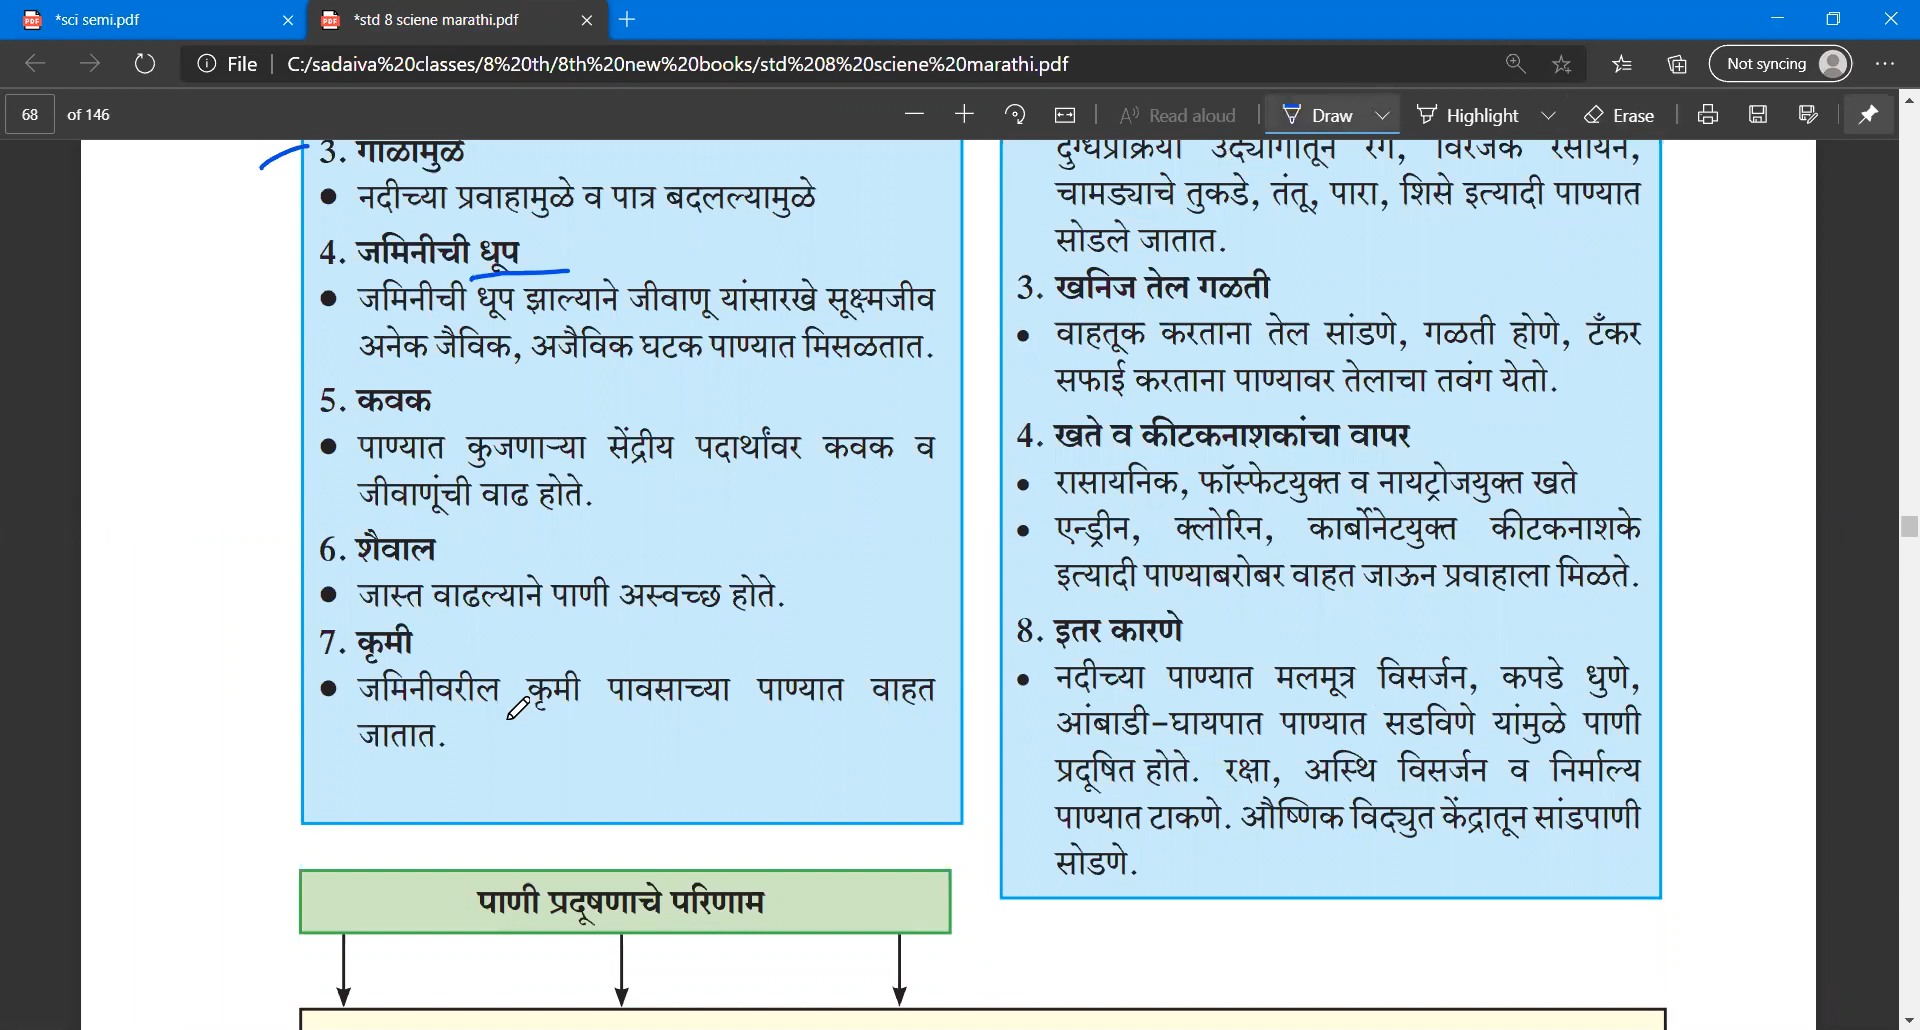 *sci semi.pdf
*std 8 sciene marathi.pdf
File
C:/sadaiva%20classes/8%20th/8th%20new%20books/std%208%20sciene%20marathi.pdf
Not syncing
68 of 146
Read aloud
Draw
Highlight
Erase
3. गाळामुळे
● नदीच्या प्रवाहामुळे व पात्र बदलल्यामुळे
4. जमिनीची धूप
● जमिनीची धूप झाल्याने जीवाणू यांसारखे सूक्ष्मजीव
अनेक जैविक, अजैविक घटक पाण्यात मिसळतात.
5. कवक
● पाण्यात कुजणाऱ्या सेंद्रीय पदार्थांवर कवक व
जीवाणूंची वाढ होते.
6. शैवाल
● जास्त वाढल्याने पाणी अस्वच्छ होते.
7. कृमी
● जमिनीवरील कृमी पावसाच्या पाण्यात वाहत
जातात.
दुग्धप्रक्रिया उद्योगातून रंग, विरंजक रसायन,
चामड्याचे तुकडे, तंतू, पारा, शिसे इत्यादी पाण्यात
सोडले जातात.
3. खनिज तेल गळती
● वाहतूक करताना तेल सांडणे, गळती होणे, टँकर
सफाई करताना पाण्यावर तेलाचा तवंग येतो.
4. खते व कीटकनाशकांचा वापर
● रासायनिक, फॉस्फेटयुक्त व नायट्रोजयुक्त खते
● एन्ड्रीन, क्लोरिन, कार्बोनेटयुक्त कीटकनाशके
इत्यादी पाण्याबरोबर वाहत जाऊन प्रवाहाला मिळते.
8. इतर कारणे
● नदीच्या पाण्यात मलमूत्र विसर्जन, कपडे धुणे,
आंबाडी-घायपात पाण्यात सडविणे यांमुळे पाणी
प्रदूषित होते. रक्षा, अस्थि विसर्जन व निर्माल्य
पाण्यात टाकणे. औष्णिक विद्युत केंद्रातून सांडपाणी
सोडणे.
पाणी प्रदूषणाचे परिणाम